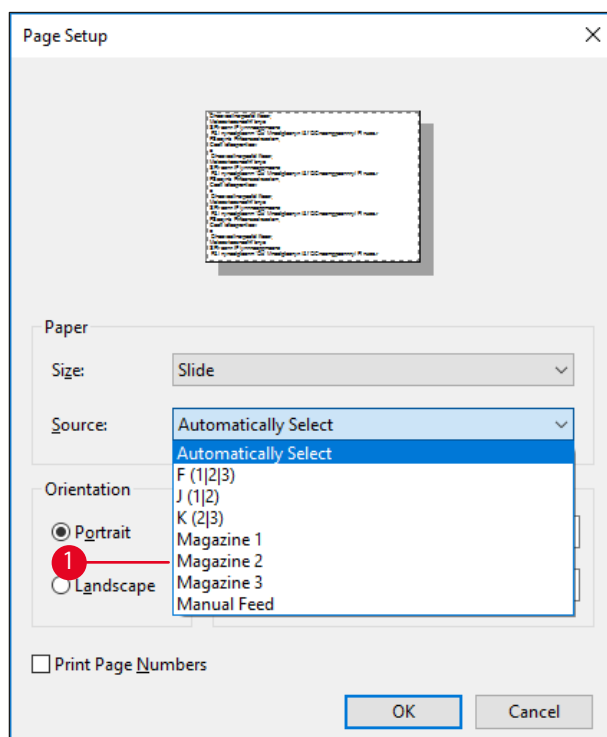 Page Setup
Paper
Size:
Slide
Source:
Automatically Select
Automatically Select
F (1|2|3)
J (1|2)
K (2|3)
Magazine 1
Magazine 2
Magazine 3
Manual Feed
Orientation
Portrait
1
Landscape
Print Page Numbers
OK
Cancel